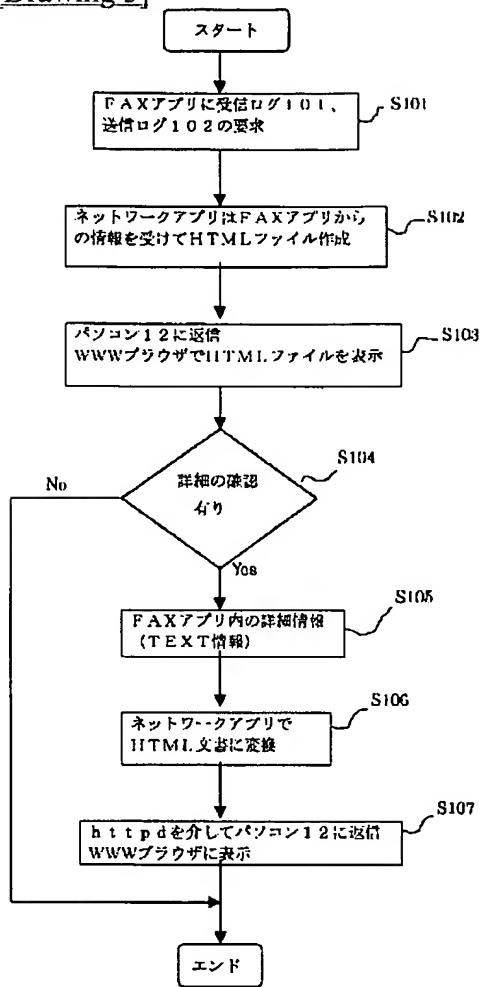 スタート
FAXアプリに受信ログ101、
送信ログ102の要求
S101
ネットワークアプリはFAXアプリから
の情報を受けてHTMLファイル作成
S102
パソコン12に返信
WWWブラウザでHTMLファイルを表示
S103
詳細の確認
有り
S104
No
Yes
FAXアプリ内の詳細情報
(TEXT情報)
S105
ネットワークアプリで
HTML文書に変換
S106
httpdを介してパソコン12に返信
WWWブラウザに表示
S107
エンド